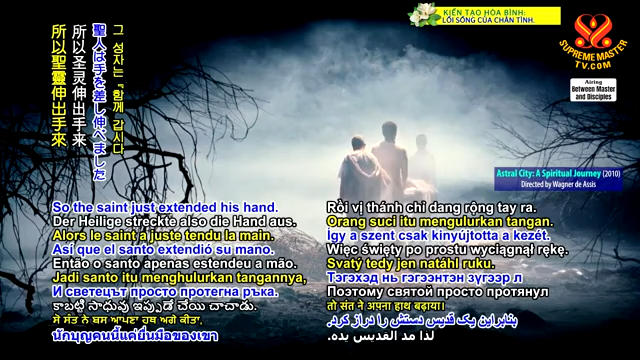 KIẾN TẠO HÒA BÌNH:
LỐI SỐNG CỦA CHÂN TÌNH.
SUPREME MASTER
TV.COM
Airing
Between Master
and Disciples
Astral City: A Spiritual Journey (2010)
Directed by Wagner de Assis
그 성자는 『함께 갑시다
聖人は手を差し伸べました
所以圣灵伸出手来
所以聖靈伸出手來
So the saint just extended his hand.
Der Heilige streckte also die Hand aus.
Alors le saint a juste tendu la main.
Así que el santo extendió su mano.
Então o santo apenas estendeu a mão.
Jadi santo itu menghulurkan tangannya,
И светецът просто протегна ръка.
కాబట్టి సాధువు ఇప్పుడే చేయి చాచాడు.
ਸੋ ਸੰਤ ਨੇ ਬਸ ਆਪਣਾ ਹਥ ਅਗੇ ਕੀਤਾ,
นักบุญคนนี้แค่ยื่นมือของเขา
Rồi vị thánh chỉ dang rộng tay ra.
Orang suci itu mengulurkan tangan.
Így a szent csak kinyújtotta a kezét.
Więc święty po prostu wyciągnął rękę.
Svatý tedy jen natáhl ruku.
Тэгэхэд нь гэгээнтэн зүгээр л
Поэтому святой просто протянул
तो संत ने अपना हाथ बढ़ाया।
بنابراین یک قدیس دستش را دراز کرد.
لذا مد القديس يده.